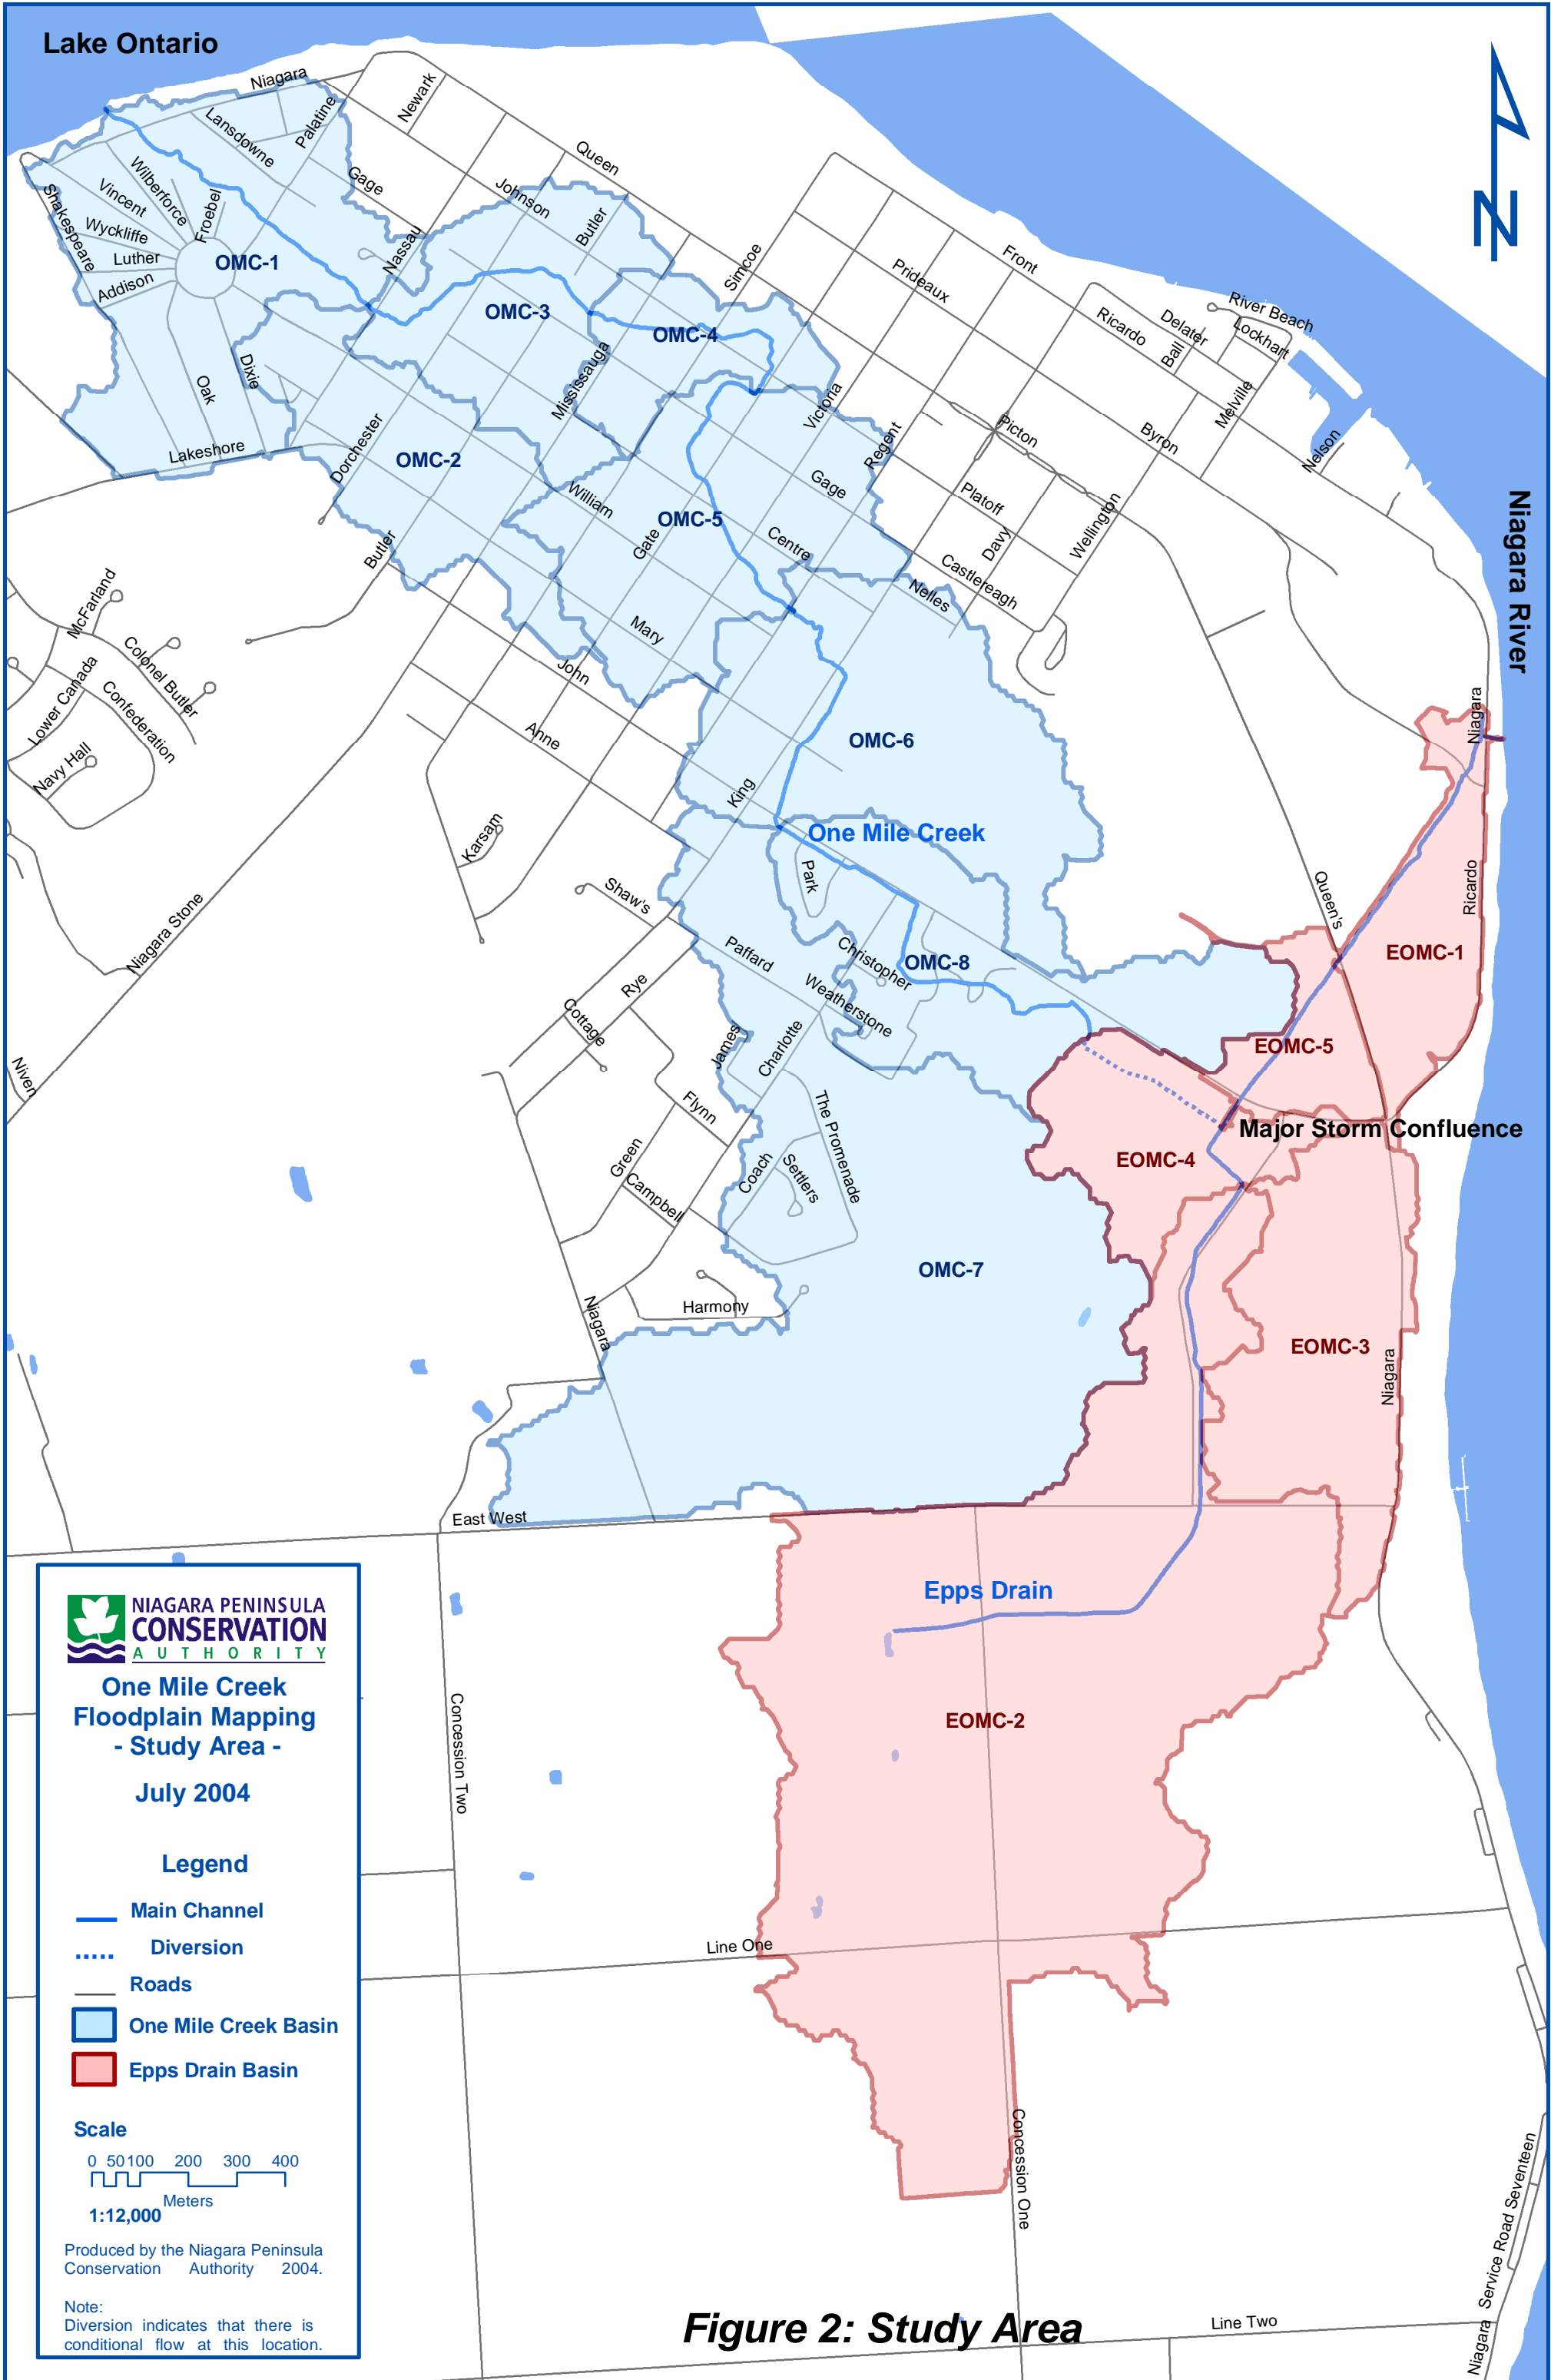 Lake Ontario
Niagara
Newark
Lansdowne
Palatine
Queen
Gage
Johnson
Butler
Wilberforce
Vincent
Froebel
Shakespeare
Wyckliffe
Luther
Addison
OMC-1
Nassau
Simcoe
Front
Prideaux
River Beach
Lockhart
Delater
Ricardo
Ball
N
OMC-3
OMC-4
Mississauga
Dixie
Oak
Victoria
Melville
Regent
Picton
Byron
Nelson
Lakeshore
Dorchester
OMC-2
Gage
Platoff
Wellington
Davy
Niagara River
William
OMC-5
Gate
Centre
Castlereagh
Nelles
Butler
McFarland
Colonel Butler
Lower Canada
Confederation
Navy Hall
Mary
John
Anne
OMC-6
King
Niagara
One Mile Creek
Karsam
Park
Shaw's
Queen's
Ricardo
Niagara Stone
Paffard
Christopher
OMC-8
EOMC-1
Rye
Weatherstone
Cottage
James
Charlotte
EOMC-5
Niven
Flynn
The Promenade
Major Storm Confluence
Green
Coach
Settlers
EOMC-4
Campbell
OMC-7
Harmony
Niagara
EOMC-3
Niagara
East West
Epps Drain
EOMC-2
Concession Two
Line One
Concession One
Niagara Service Road Seventeen
Line Two
NIAGARA PENINSULA
CONSERVATION
AUTHORITY
One Mile Creek
Floodplain Mapping
- Study Area -
July 2004
Legend
Main Channel
Diversion
Roads
One Mile Creek Basin
Epps Drain Basin
Scale
0 50 100 200 300 400
Meters
1:12,000
Produced by the Niagara Peninsula
Conservation Authority 2004.
Note:
Diversion indicates that there is
conditional flow at this location.
Figure 2: Study Area